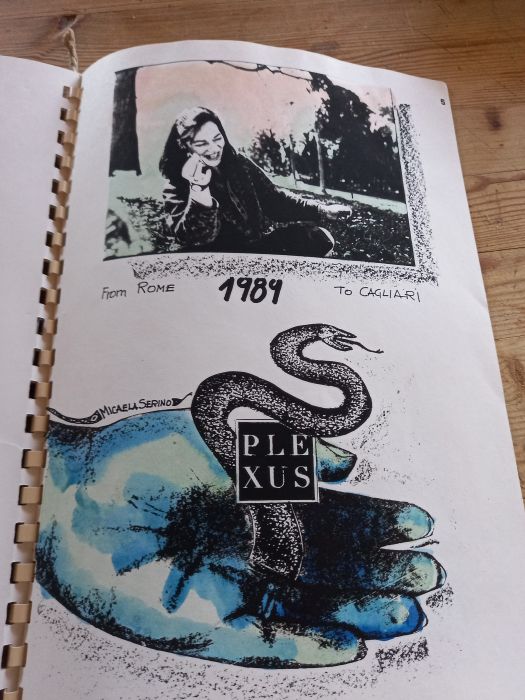 5
From ROME 1984 To CAGLIARI
MICAELA SERINO
PLE
XUS